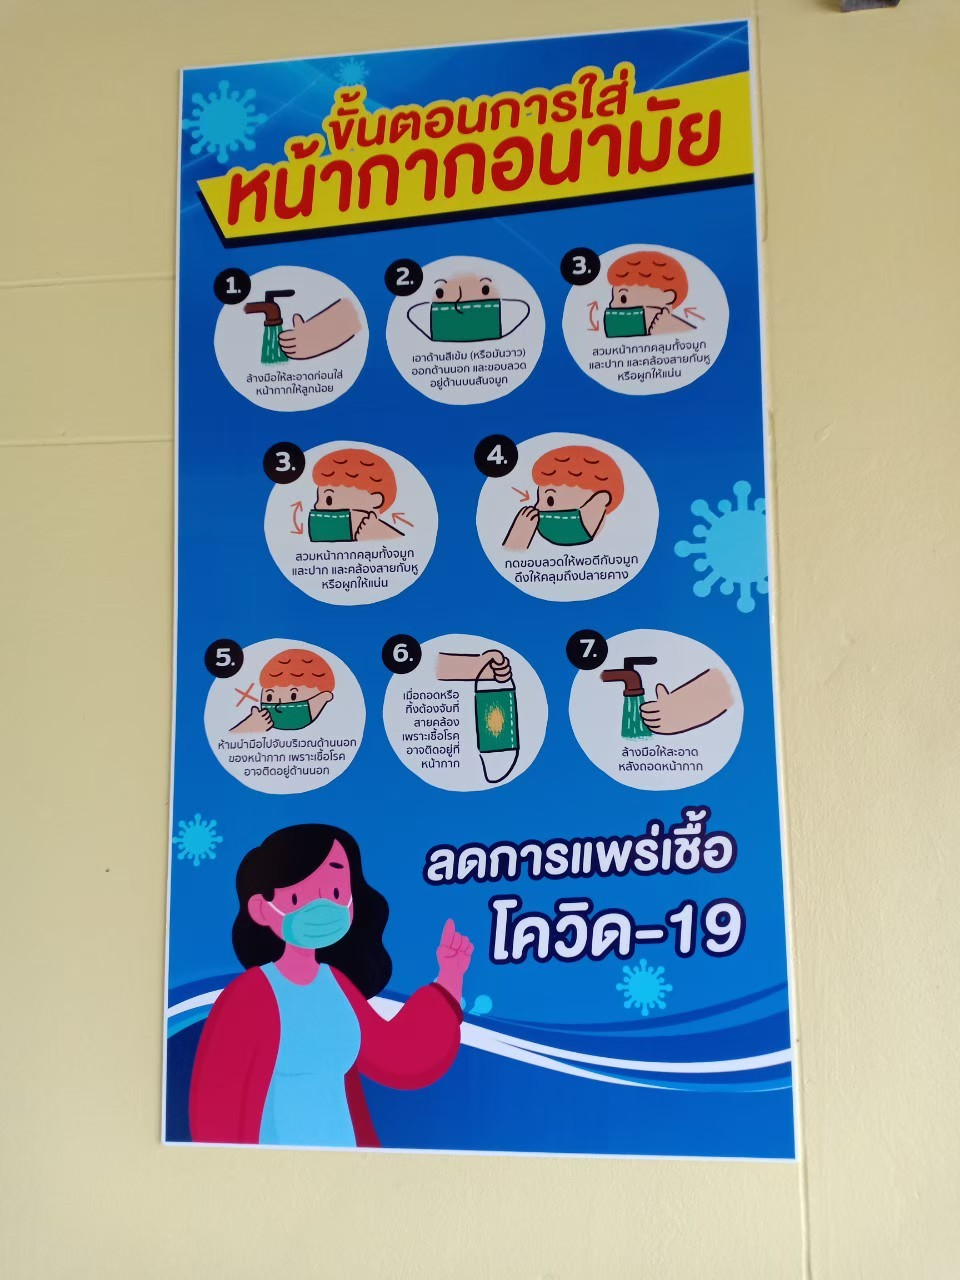 ขั้นตอนการใส่
หน้ากากอนามัย
1.
ล้างมือให้สะอาดก่อนใส่
หน้ากากให้ลูกน้อย
2.
เอาด้านสีเข้ม (หรือมันวาว)
ออกด้านนอก และขอบลวด
อยู่ด้านบนสันจมูก
3.
สวมหน้ากากคลุมทั้งจมูก
และปาก และคล้องสายกับหู
หรือผูกให้แน่น
3.
สวมหน้ากากคลุมทั้งจมูก
และปาก และคล้องสายกับหู
หรือผูกให้แน่น
4.
กดขอบลวดให้พอดีกับจมูก
ดึงให้คลุมถึงปลายคาง
5.
ห้ามนำมือไปจับบริเวณด้านนอก
ของหน้ากาก เพราะเชื้อโรค
อาจติดอยู่ด้านนอก
6.
เมื่อถอดหรือ
ทิ้งต้องจับที่
สายคล้อง
เพราะเชื้อโรค
อาจติดอยู่ที่
หน้ากาก
7.
ล้างมือให้สะอาด
หลังถอดหน้ากาก
ลดการแพร่เชื้อ
โควิด-19